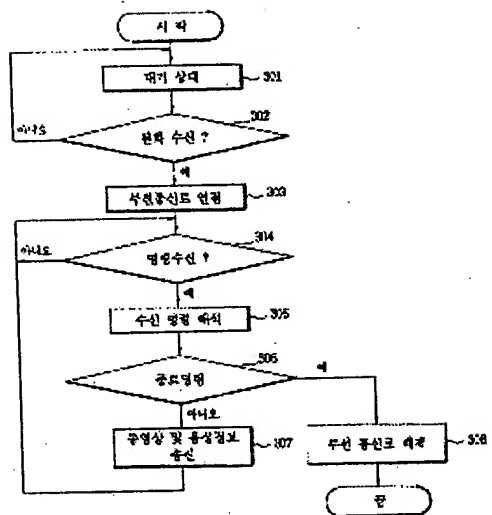 시 작
대기 상태
301
302
전화 수신 ?
아니오
예
무선통신로 연결
303
304
명령수신 ?
아니오
예
수신 명령 해석
305
306
종료명령
예
아니오
동영상 및 음성정보
송신
307
무선 통신로 해제
308
끝